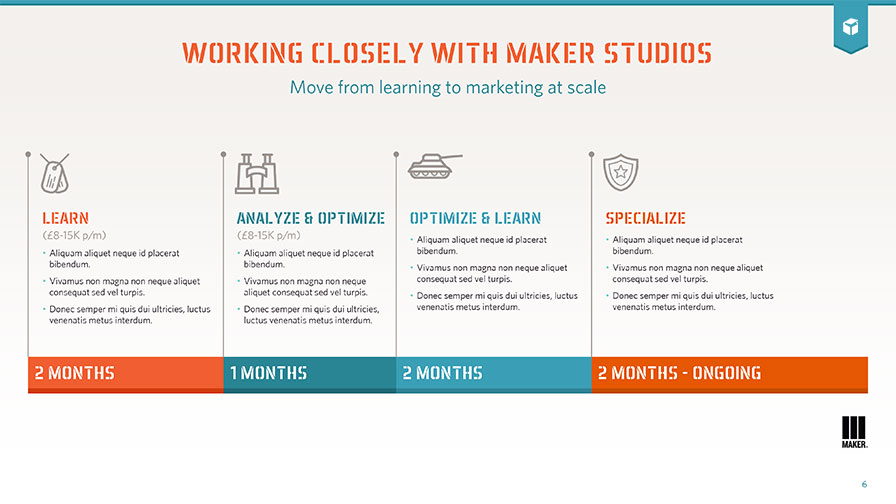 WORKING CLOSELY WITH MAKER STUDIOS
Move from learning to marketing at scale
LEARN
(£8-15K p/m)
• Aliquam aliquet neque id placerat
bibendum.
• Vivamus non magna non neque aliquet
consequat sed vel turpis.
• Donec semper mi quis dui ultricies, luctus
venenatis metus interdum.
2 MONTHS
ANALYZE & OPTIMIZE
(£8-15K p/m)
• Aliquam aliquet neque id placerat
bibendum.
• Vivamus non magna non neque
aliquet consequat sed vel turpis.
• Donec semper mi quis dui ultricies,
luctus venenatis metus interdum.
1 MONTHS
OPTIMIZE & LEARN
• Aliquam aliquet neque id placerat
bibendum.
• Vivamus non magna non neque aliquet
consequat sed vel turpis.
• Donec semper mi quis dui ultricies, luctus
venenatis metus interdum.
2 MONTHS
SPECIALIZE
• Aliquam aliquet neque id placerat
bibendum.
• Vivamus non magna non neque aliquet
consequat sed vel turpis.
• Donec semper mi quis dui ultricies, luctus
venenatis metus interdum.
2 MONTHS - ONGOING
MAKER.
6